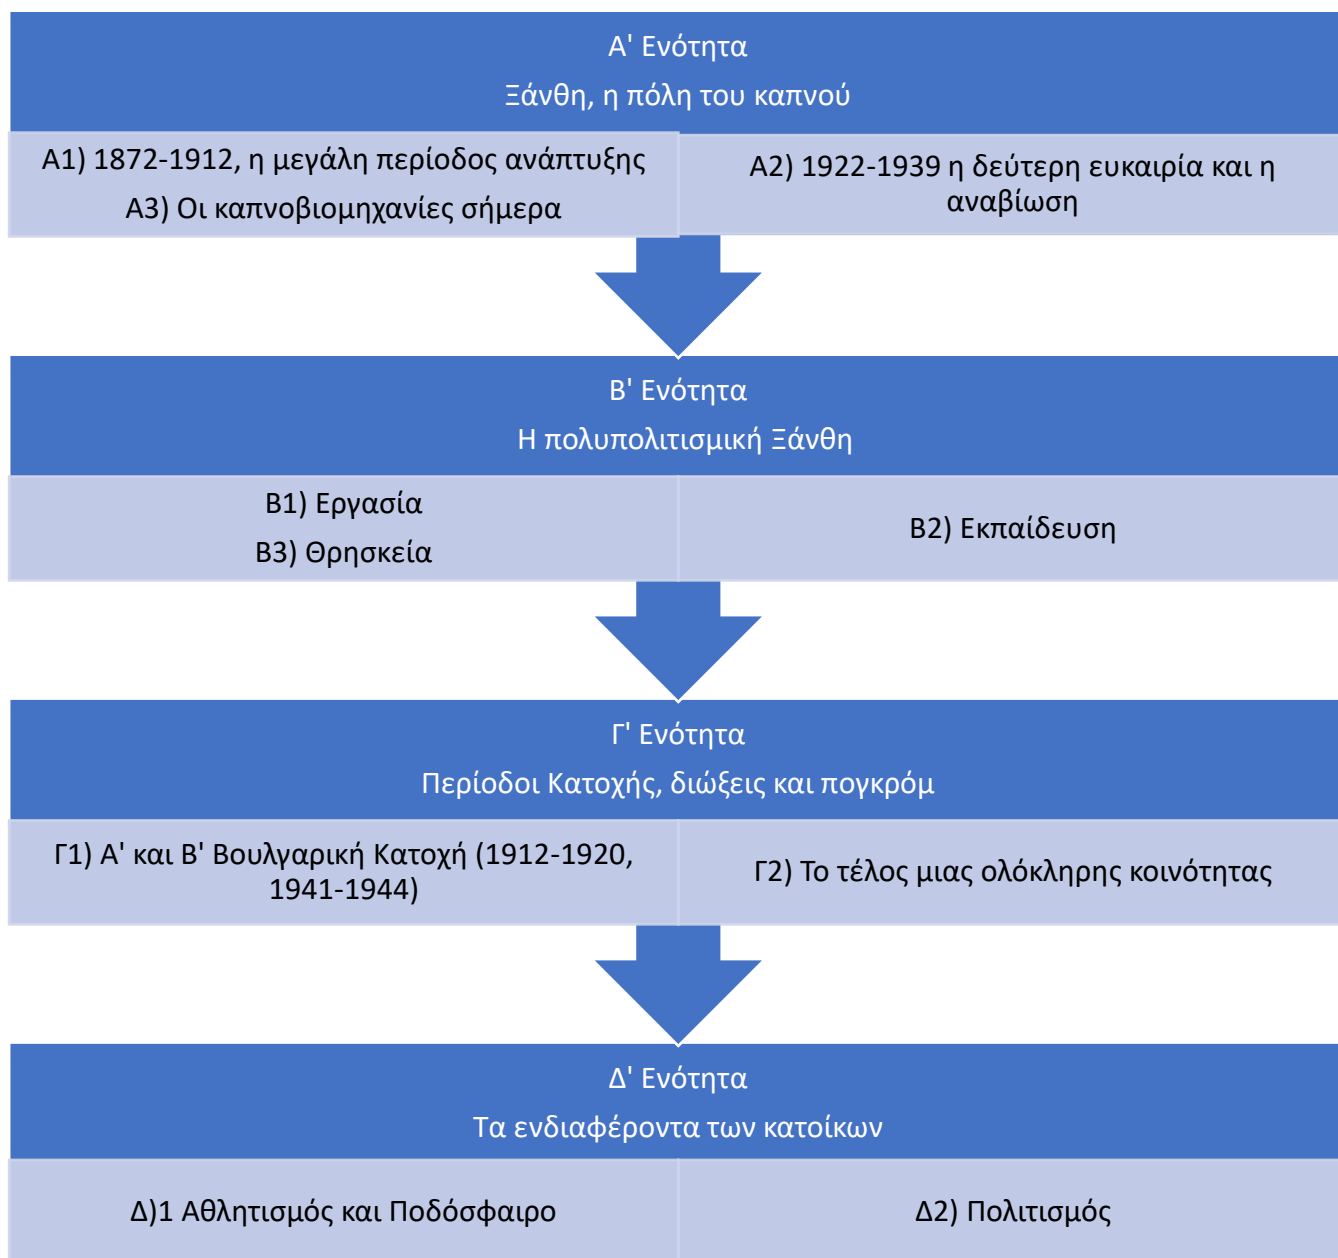 Α' Ενότητα
Ξάνθη, η πόλη του καπνού
Α1) 1872-1912, η μεγάλη περίοδος ανάπτυξης
Α3) Οι καπνοβιομηχανίες σήμερα
Α2) 1922-1939 η δεύτερη ευκαιρία και η
αναβίωση
Β' Ενότητα
Η πολυπολιτισμική Ξάνθη
Β1) Εργασία
Β3) Θρησκεία
Β2) Εκπαίδευση
Γ' Ενότητα
Περίοδοι Κατοχής, διώξεις και πογκρόμ
Γ1) Α' και Β' Βουλγαρική Κατοχή (1912-1920,
1941-1944)
Γ2) Το τέλος μιας ολόκληρης κοινότητας
Δ' Ενότητα
Τα ενδιαφέροντα των κατοίκων
Δ)1 Αθλητισμός και Ποδόσφαιρο
Δ2) Πολιτισμός